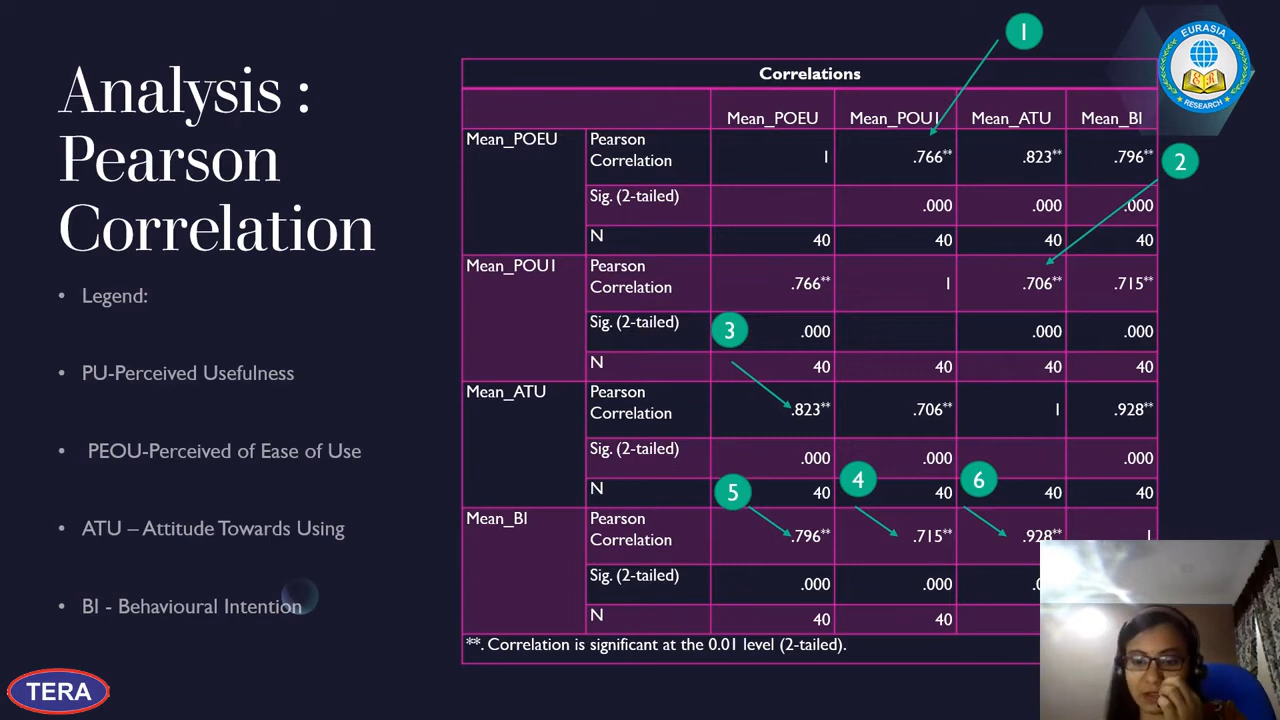 Analysis :
Pearson
Correlation
• Legend:
• PU-Perceived Usefulness
• PEOU-Perceived of Ease of Use
• ATU – Attitude Towards Using
• BI - Behavioural Intention
TERA
EURASIA
RESEARCH
ER
1
2
3
5
4
6
Correlations
Mean_POEU Mean_POU1 Mean_ATU Mean_BI
Mean_POEU Pearson
Correlation 1 .766** .823** .796**
Sig. (2-tailed) .000 .000 .000
N 40 40 40 40
Mean_POU1 Pearson
Correlation .766** 1 .706** .715**
Sig. (2-tailed) .000 .000 .000
N 40 40 40 40
Mean_ATU Pearson
Correlation .823** .706** 1 .928**
Sig. (2-tailed) .000 .000 .000
N 40 40 40 40
Mean_BI Pearson
Correlation .796** .715** .928** 1
Sig. (2-tailed) .000 .000
N 40 40
**. Correlation is significant at the 0.01 level (2-tailed).